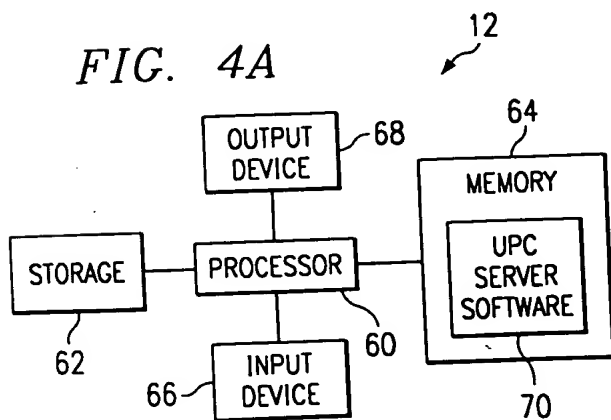 FIG. 4A
12
OUTPUT
DEVICE
68
64
MEMORY
STORAGE
62
PROCESSOR
60
UPC
SERVER
SOFTWARE
70
66
INPUT
DEVICE